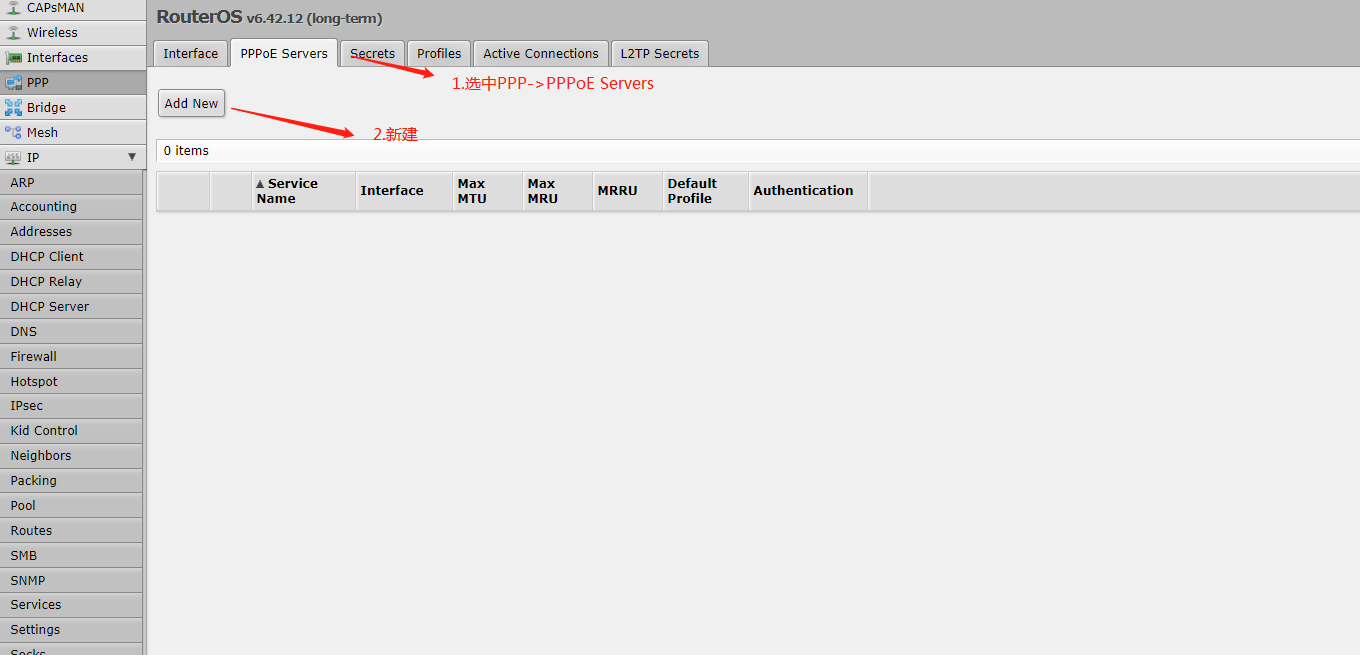 CAPsMAN
Wireless
Interfaces
PPP
Bridge
Mesh
IP
ARP
Accounting
Addresses
DHCP Client
DHCP Relay
DHCP Server
DNS
Firewall
Hotspot
IPsec
Kid Control
Neighbors
Packing
Pool
Routes
SMB
SNMP
Services
Settings
Socks
RouterOS v6.42.12 (long-term)
Interface PPPoE Servers Secrets Profiles Active Connections L2TP Secrets
1.选中PPP->PPPoE Servers
Add New
2.新建
0 items
Service Name Interface Max MTU Max MRU MRRU Default Profile Authentication